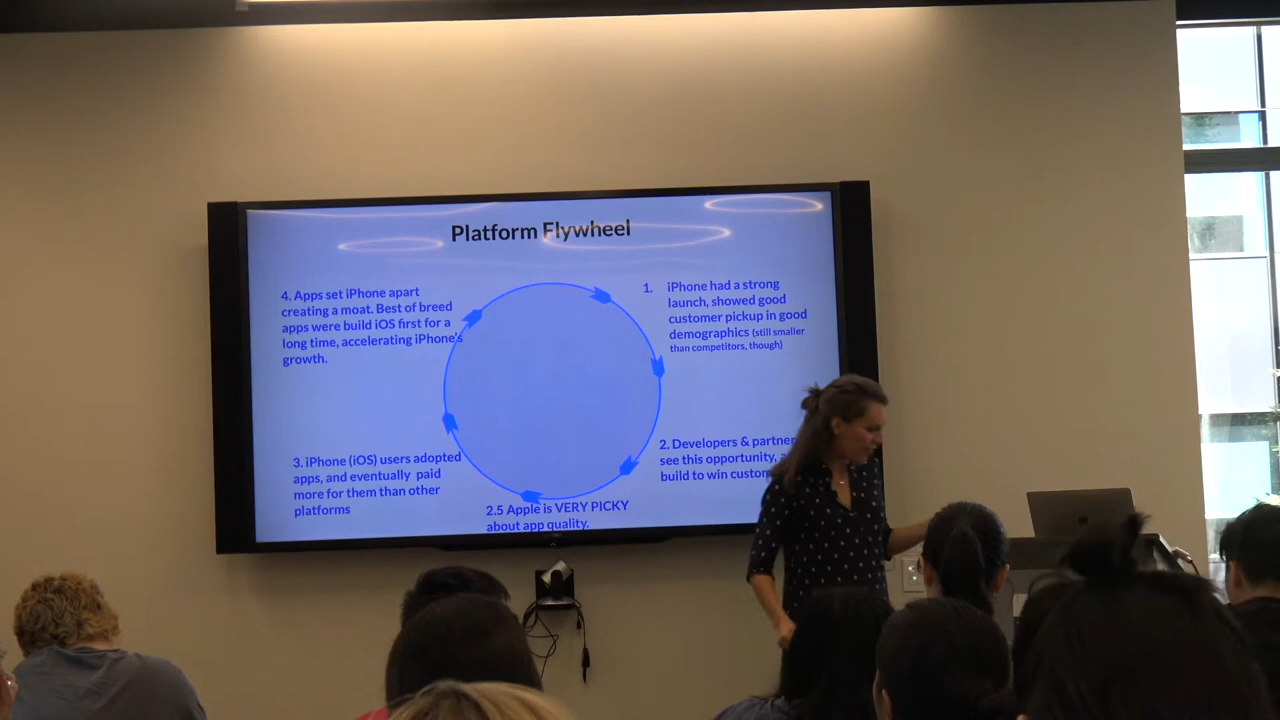 Platform Flywheel
1. iPhone had a strong
launch, showed good
customer pickup in good
demographics (still smaller
than competitors, though)
2. Developers & partner
see this opportunity,
build to win custom
2.5 Apple is VERY PICKY
about app quality.
3. iPhone (iOS) users adopted
apps, and eventually paid
more for them than other
platforms
4. Apps set iPhone apart
creating a moat. Best of breed
apps were build iOS first for a
long time, accelerating iPhone's
growth.